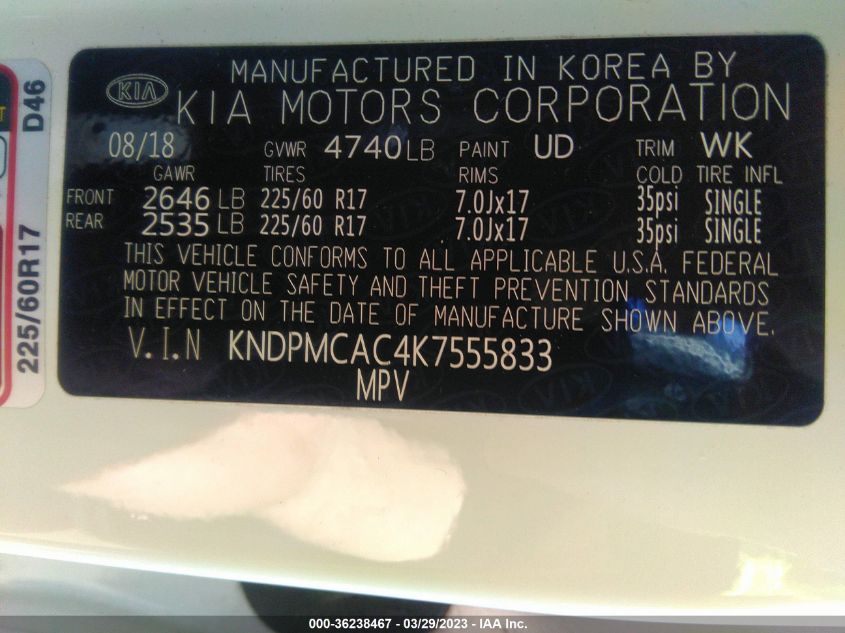 MANUFACTURED IN KOREA BY
KIA
KIA MOTORS CORPORATION
08/18 GVWR 4740LB PAINT UD TRIM WK
GAWR TIRES RIMS COLD TIRE INFL
FRONT 2646 LB 225/60 R17 7.0Jx17 35psi SINGLE
REAR 2535 LB 225/60 R17 7.0Jx17 35psi SINGLE
THIS VEHICLE CONFORMS TO ALL APPLICABLE U.S.A. FEDERAL
MOTOR VEHICLE SAFETY AND THEFT PREVENTION STANDARDS
IN EFFECT ON THE DATE OF MANUFACTURE SHOWN ABOVE.
V.I.N KNDPMCAC4K7555833
MPV
225/60R17 D46
000-36238467 - 03/29/2023 - IAA Inc.